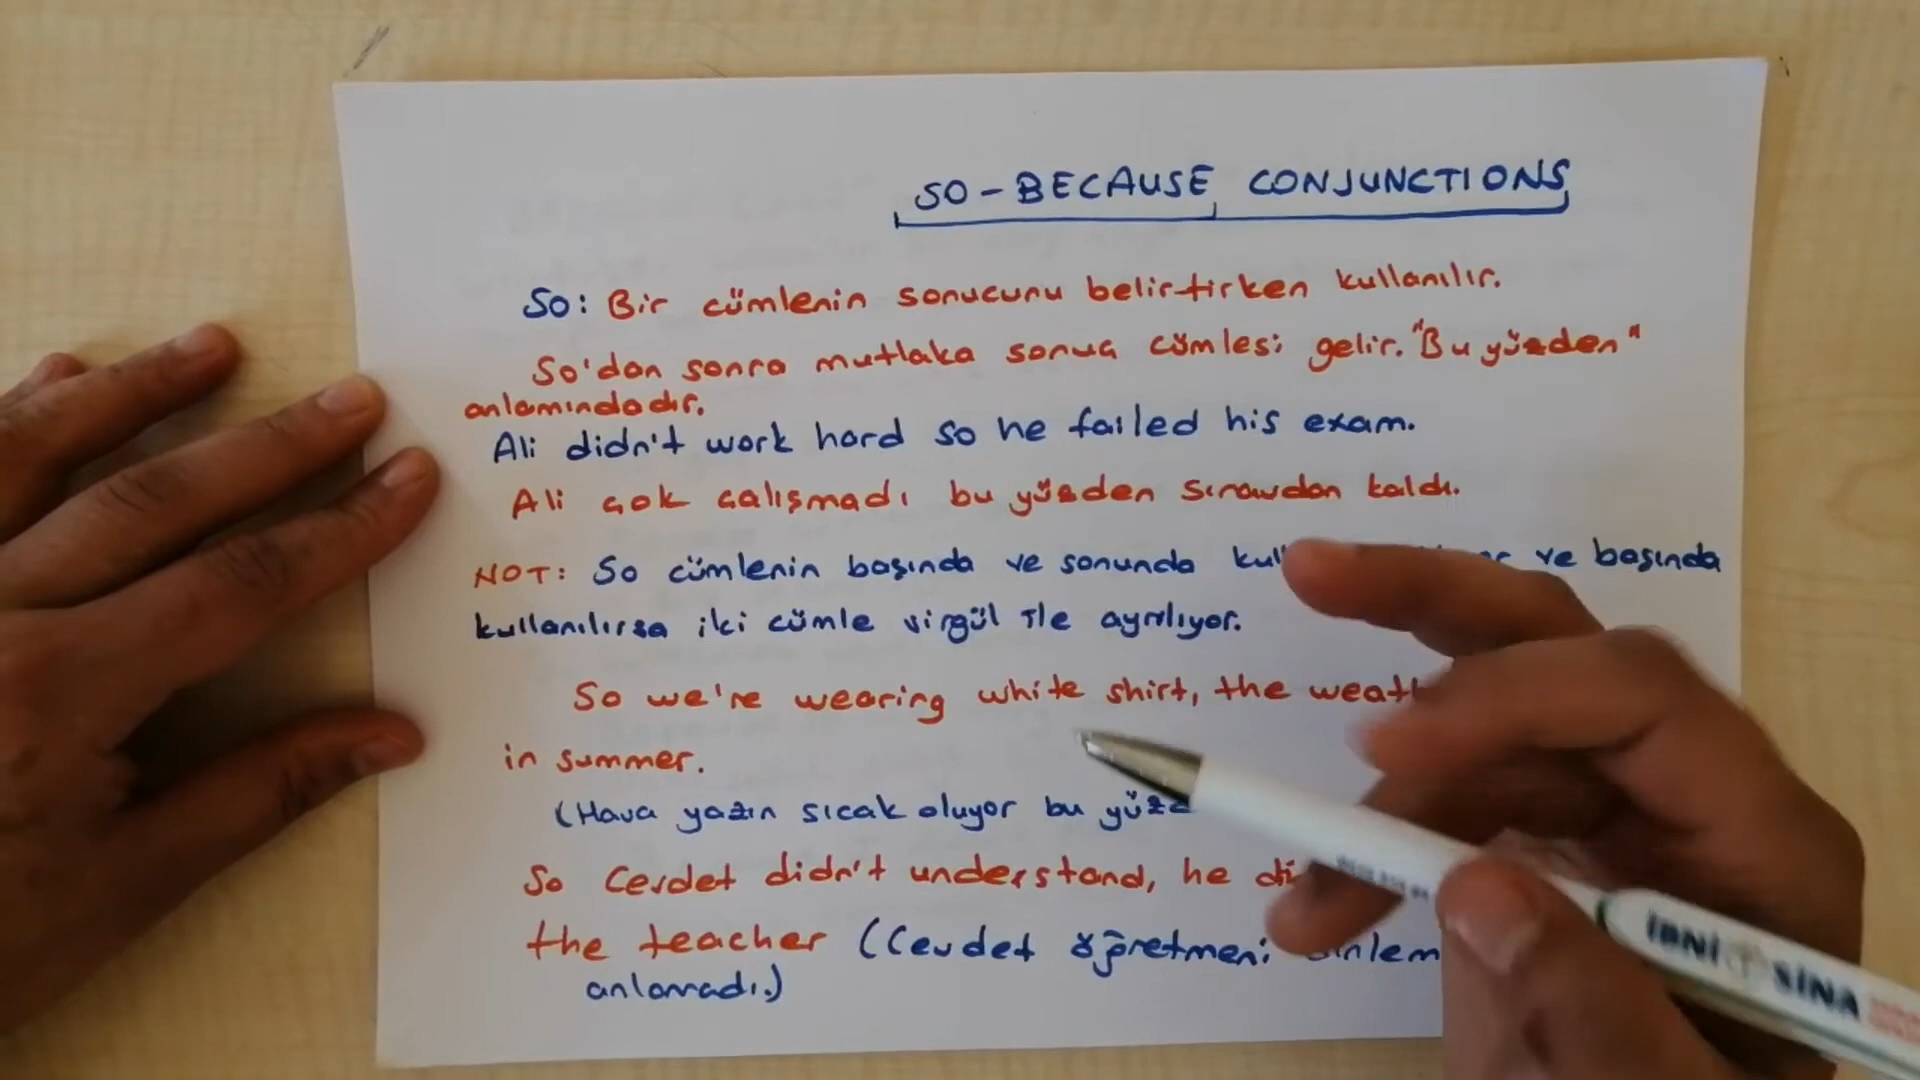 SO-BECAUSE CONJUNCTIONS
So: Bir cümlenin sonucunu belirtirken kullanılır.
So'dan sonra mutlaka sonuç cümlesi gelir. "Bu yüzden"
anlamındadır.
Ali didn't work hard so he failed his exam.
Ali çok çalışmadı bu yüzden sınavdan kaldı.
NOT: So cümlenin başında ve sonunda ve başında
kullanılırsa iki cümle virgül ile ayrılıyor.
So we're wearing white shirt, the
in summer.
(Hava yazın sıcak oluyor bu
So Cevdet didn't understand, he
the teacher (Cevdet öğretmeni
anlamadı.)
İBNİ SİNA